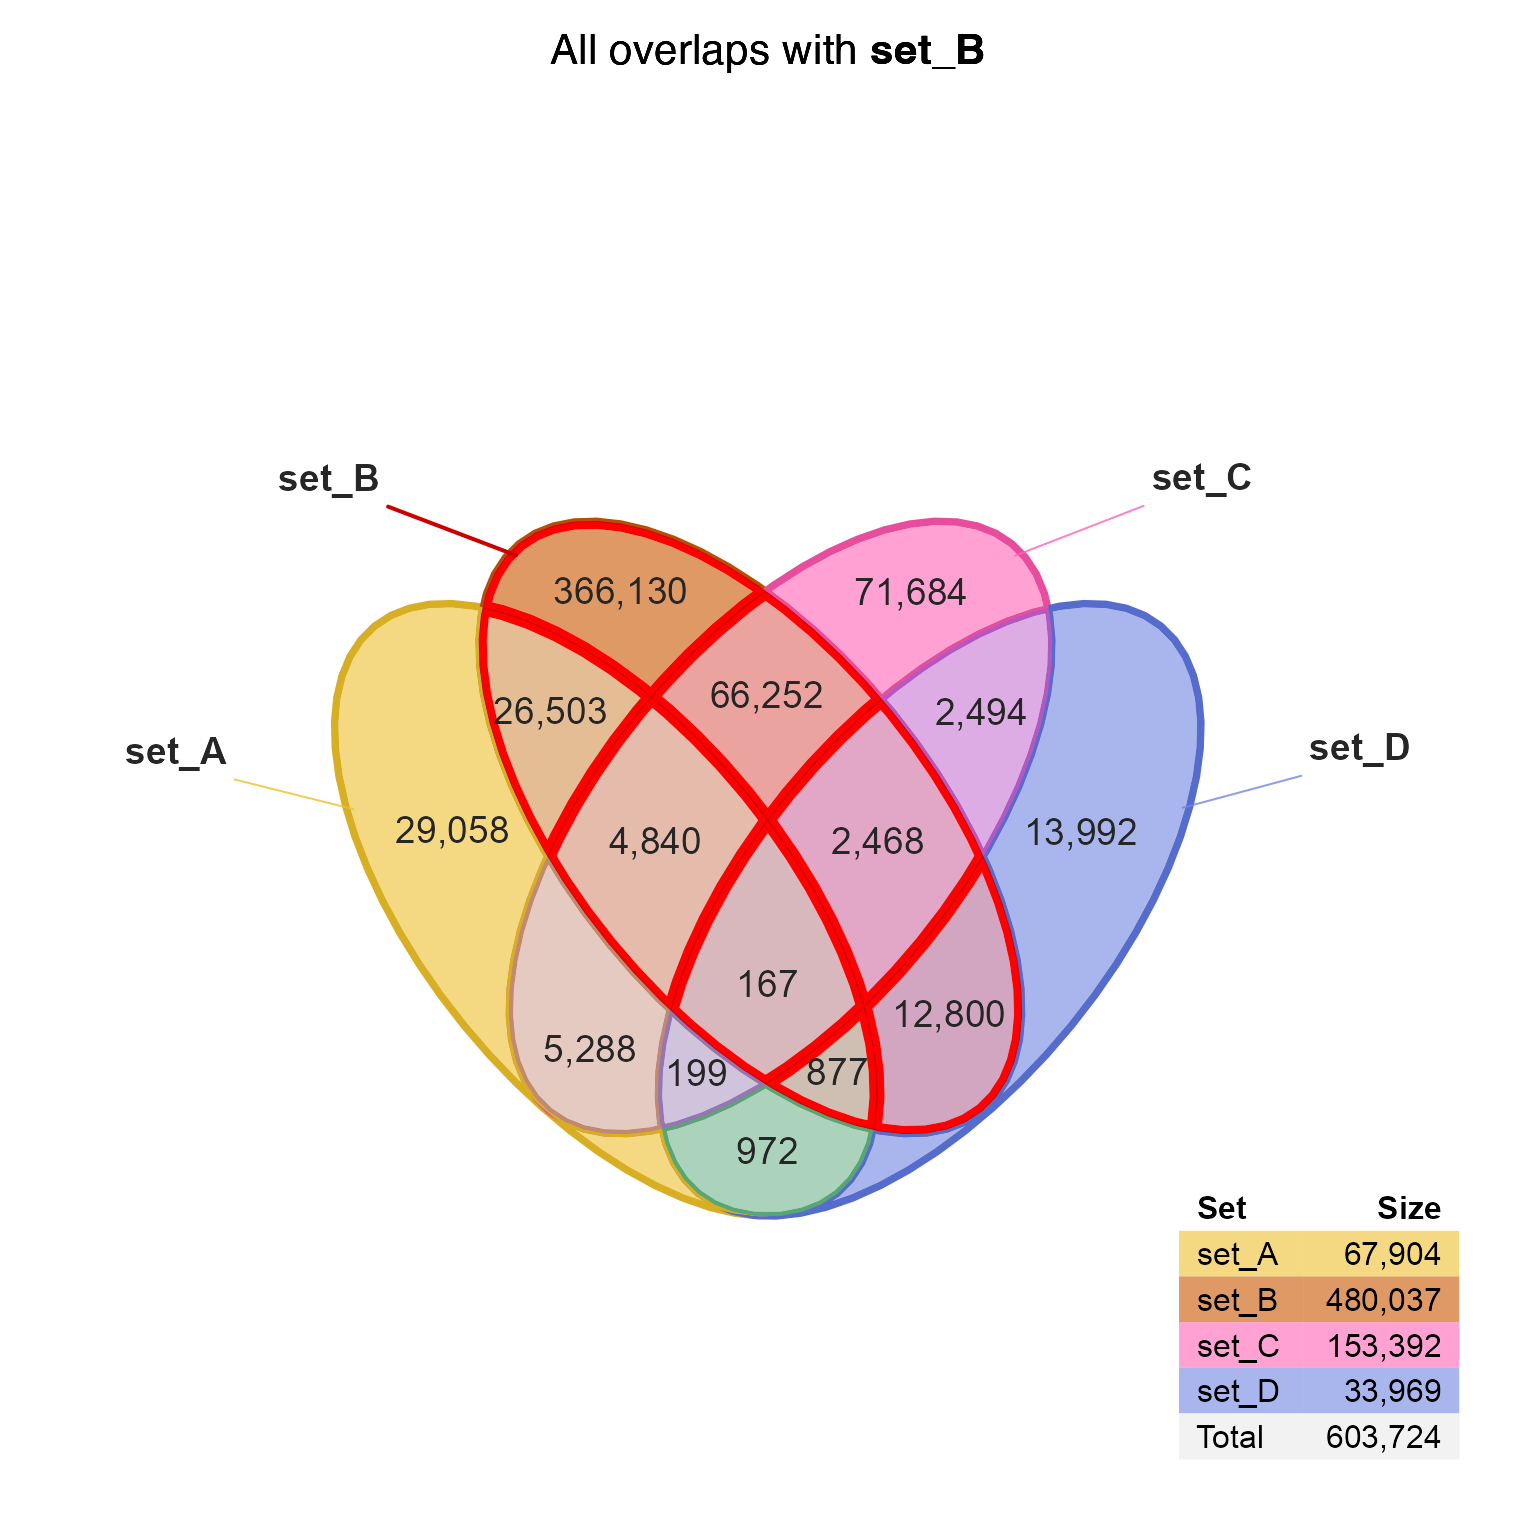 All overlaps with set_B
set_B
set_C
366,130
71,684
26,503
66,252
2,494
set_A
set_D
29,058
4,840
2,468
13,992
167
12,800
5,288
199
877
972
Set Size
set_A 67,904
set_B 480,037
set_C 153,392
set_D 33,969
Total 603,724